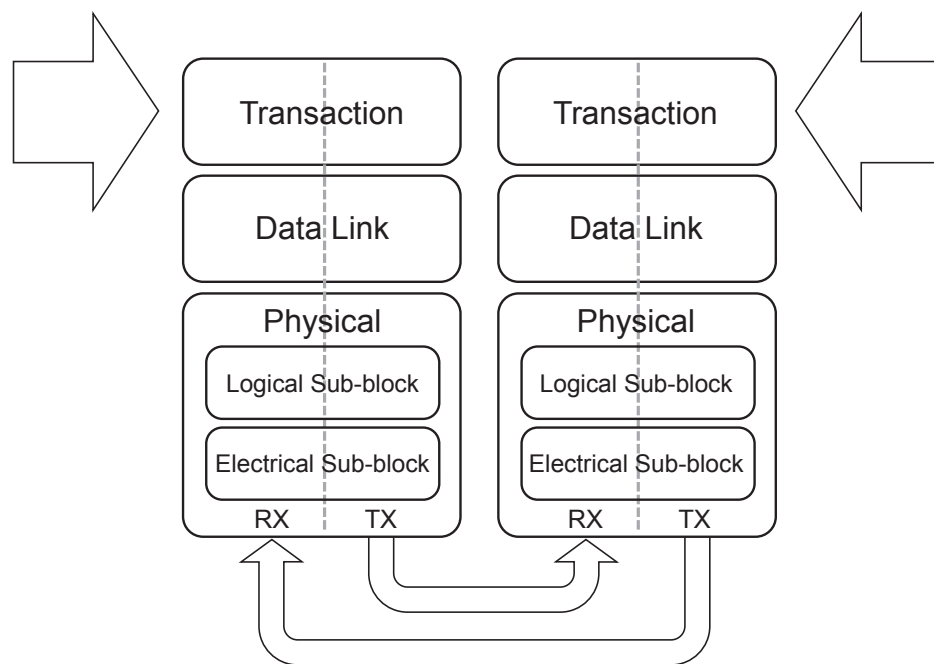 Transaction
Data Link
Physical
Logical Sub-block
Electrical Sub-block
RX TX
Transaction
Data Link
Physical
Logical Sub-block
Electrical Sub-block
RX TX